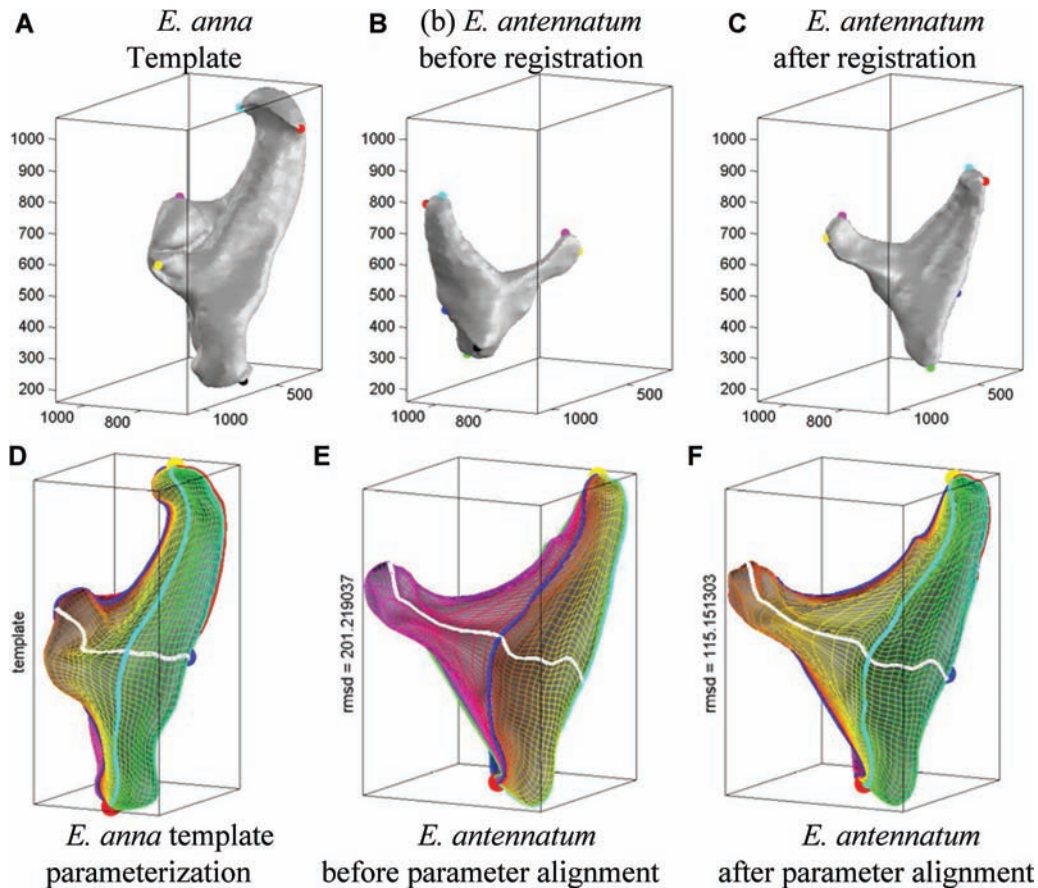 A
E. anna
Template
B
(b) E. antennatum
before registration
C
E. antennatum
after registration
1000
900
800
700
600
500
400
300
200
1000
800
1000
500
1000
900
800
700
600
500
400
300
200
1000
800
1000
500
1000
900
800
700
600
500
400
300
200
1000
800
1000
500
D
template
E. anna template
parameterization
E
rmsd = 201.219037
E. antennatum
before parameter alignment
F
rmsd = 115.151303
E. antennatum
after parameter alignment